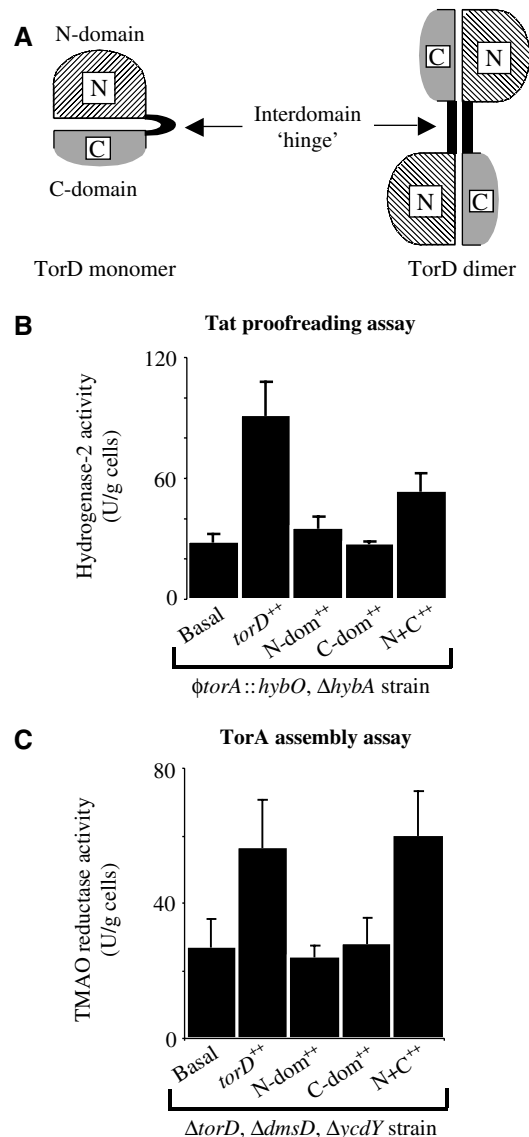 A
N-domain
N
C
C-domain
TorD monomer
Interdomain
‘hinge’
C
N
N
C
TorD dimer
B
Tat proofreading assay
Hydrogenase-2 activity
(U/g cells)
120
60
0
Basal
torD++
N-dom++
C-dom++
N+C++
ϕtorA::hybO, ΔhybA strain
C
TorA assembly assay
TMAO reductase activity
(U/g cells)
80
40
0
Basal
torD++
N-dom++
C-dom++
N+C++
ΔtorD, ΔdmsD, ΔycdY strain